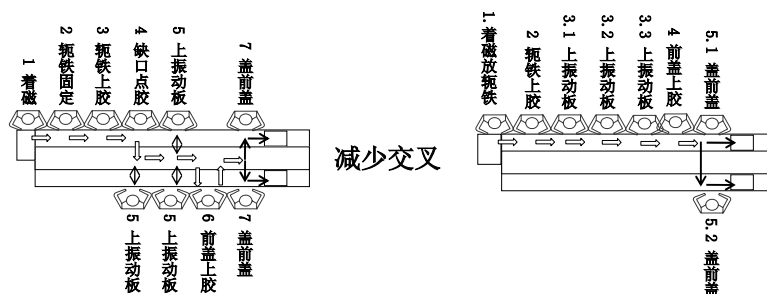 1 着磁
2 轭铁固定
3 轭铁上胶
4 缺口点胶
5 上振动板
7 盖前盖
5 上振动板
5 上振动板
6 前盖上胶
7 盖前盖
减少交叉
1. 着磁放轭铁
2 轭铁上胶
3.1 上振动板
3.2 上振动板
3.3 上振动板
4 前盖上胶
5.1 盖前盖
5.2 盖前盖